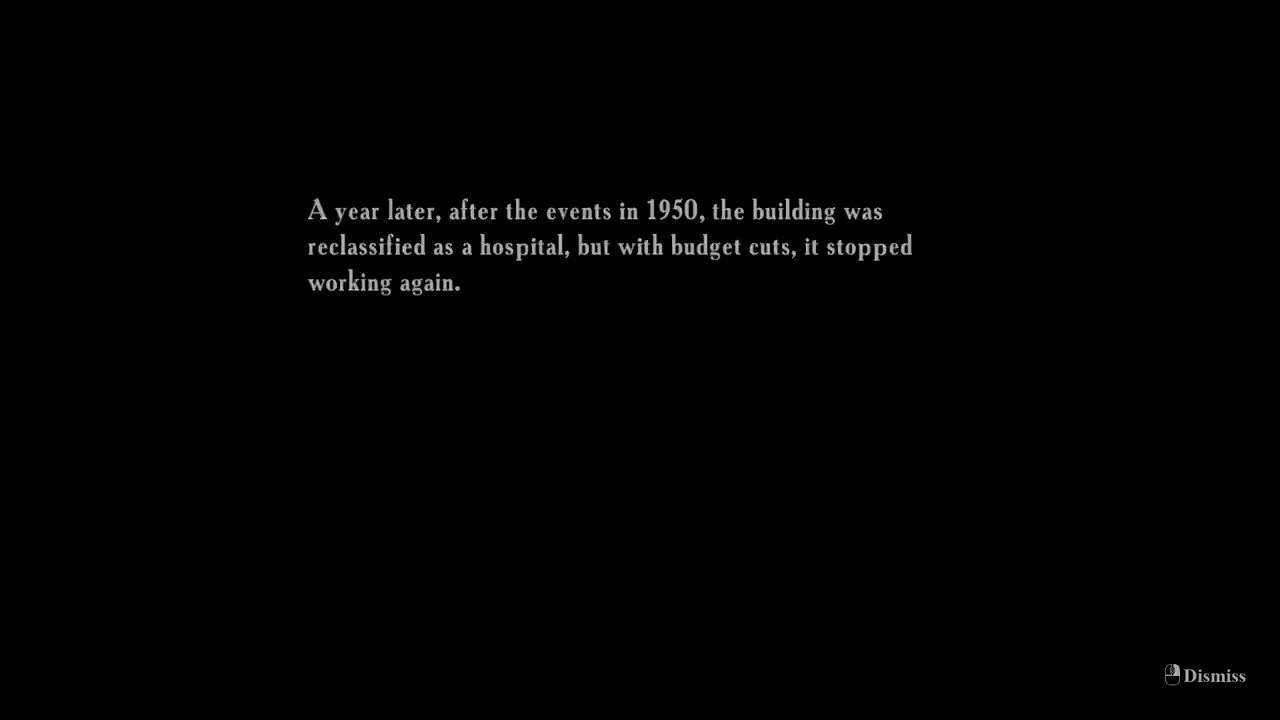 A year later, after the events in 1950, the building was
reclassified as a hospital, but with budget cuts, it stopped
working again.
Dismiss